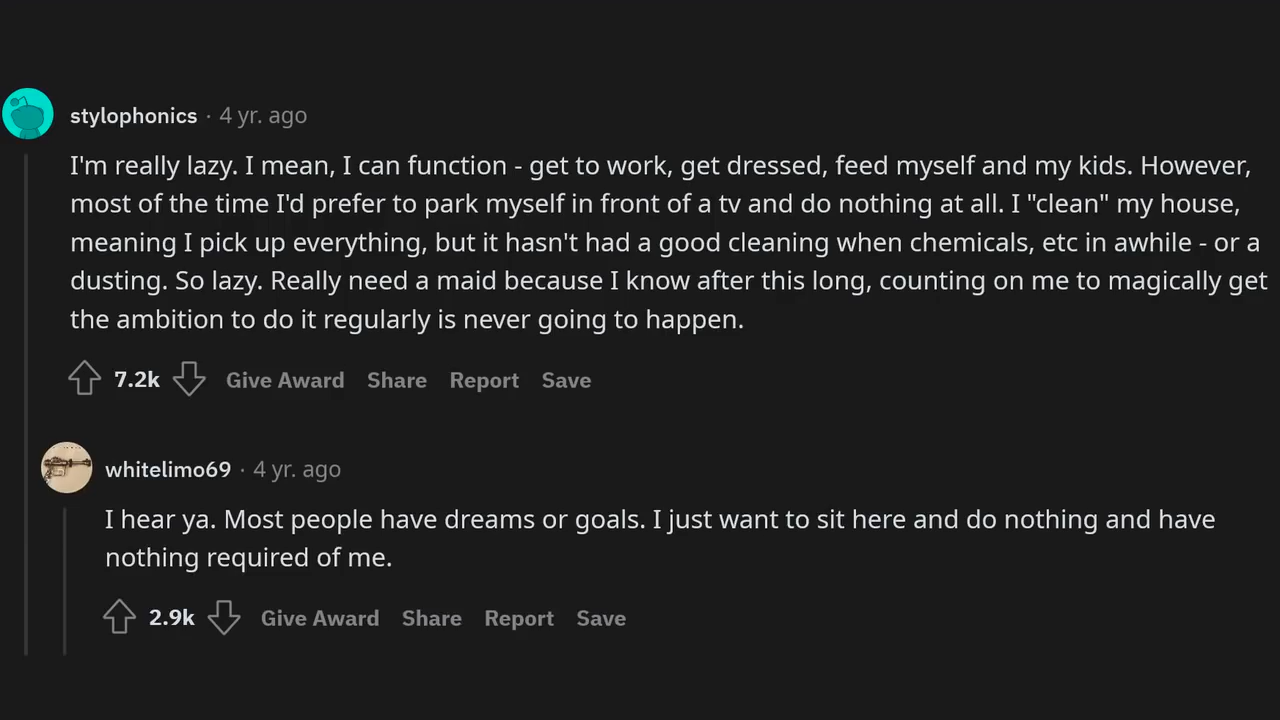 stylophonics · 4 yr. ago
I'm really lazy. I mean, I can function - get to work, get dressed, feed myself and my kids. However,
most of the time I'd prefer to park myself in front of a tv and do nothing at all. I "clean" my house,
meaning I pick up everything, but it hasn't had a good cleaning when chemicals, etc in awhile - or a
dusting. So lazy. Really need a maid because I know after this long, counting on me to magically get
the ambition to do it regularly is never going to happen.
7.2k Give Award Share Report Save
whitelimo69 · 4 yr. ago
I hear ya. Most people have dreams or goals. I just want to sit here and do nothing and have
nothing required of me.
2.9k Give Award Share Report Save